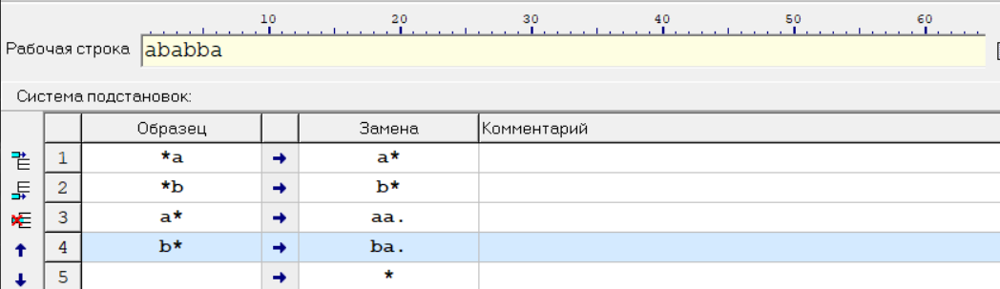 10 20 30 40 50 60
Рабочая строка ababba
Система подстановок:
Образец Замена Комментарий
1 *a → a*
2 *b → b*
3 a* → aa.
4 b* → ba.
5 → *